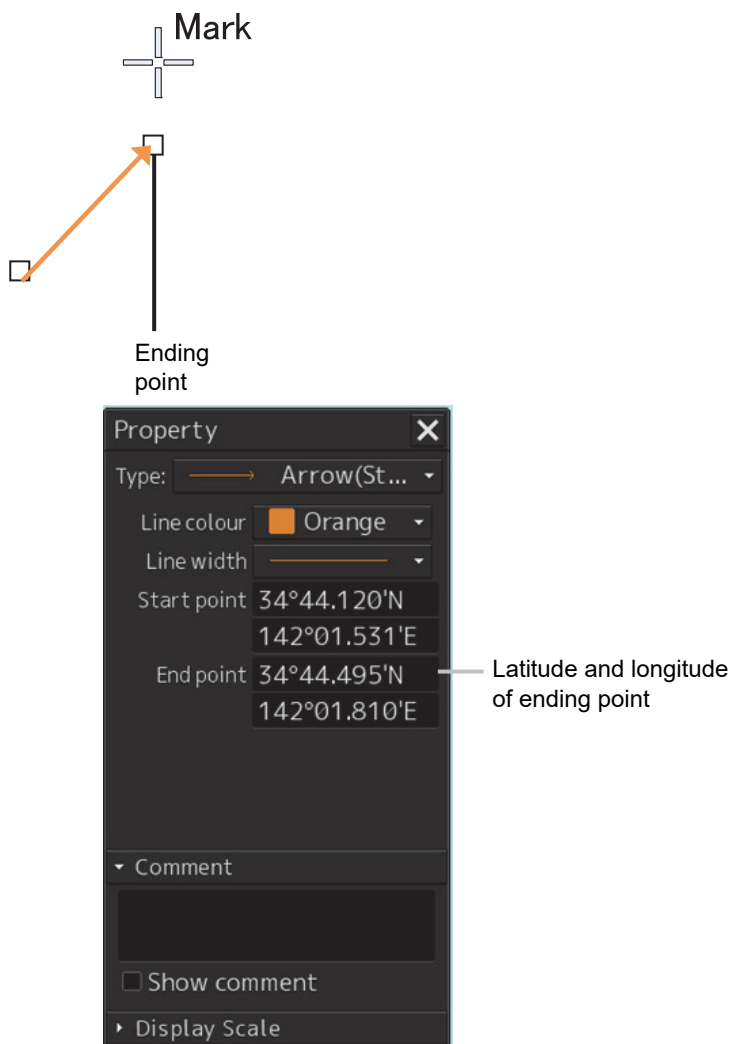 Mark
Ending
point
Property
Type: Arrow(St...
Line colour Orange
Line width
Start point 34°44.120'N
142°01.531'E
End point 34°44.495'N
142°01.810'E
Latitude and longitude
of ending point
Comment
Show comment
Display Scale